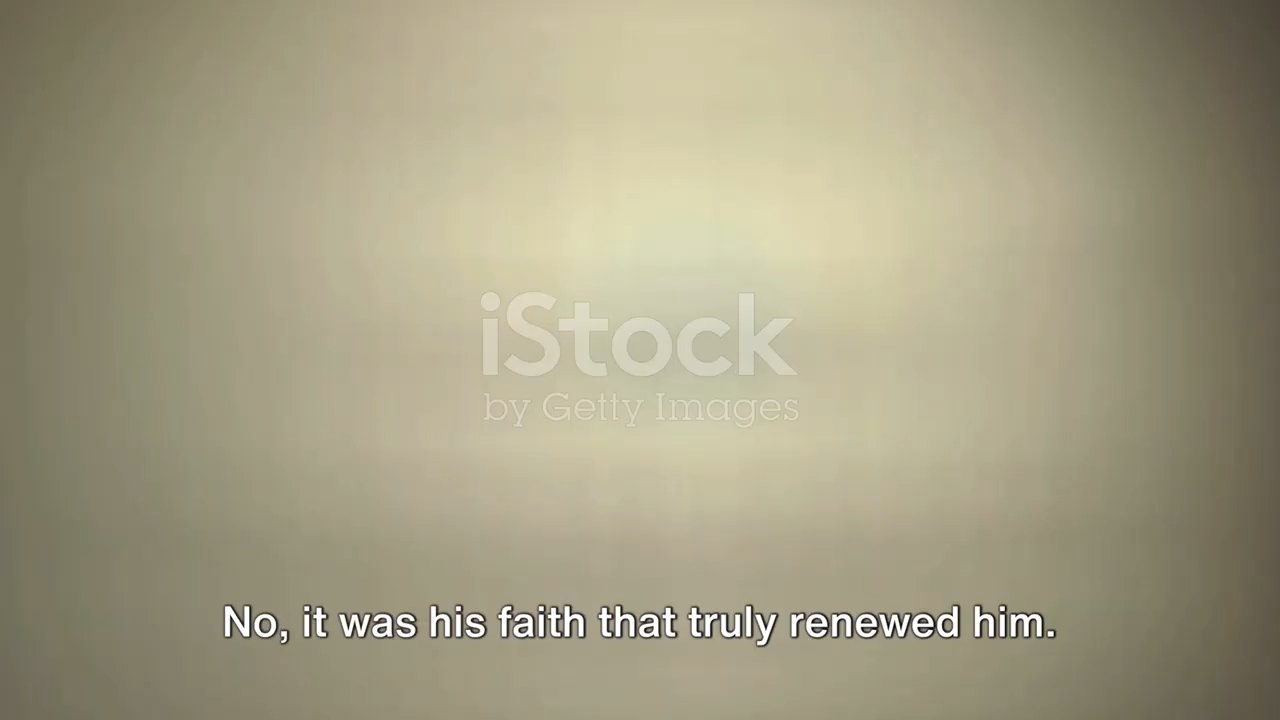 iStock
by Getty Images
No, it was his faith that truly renewed him.